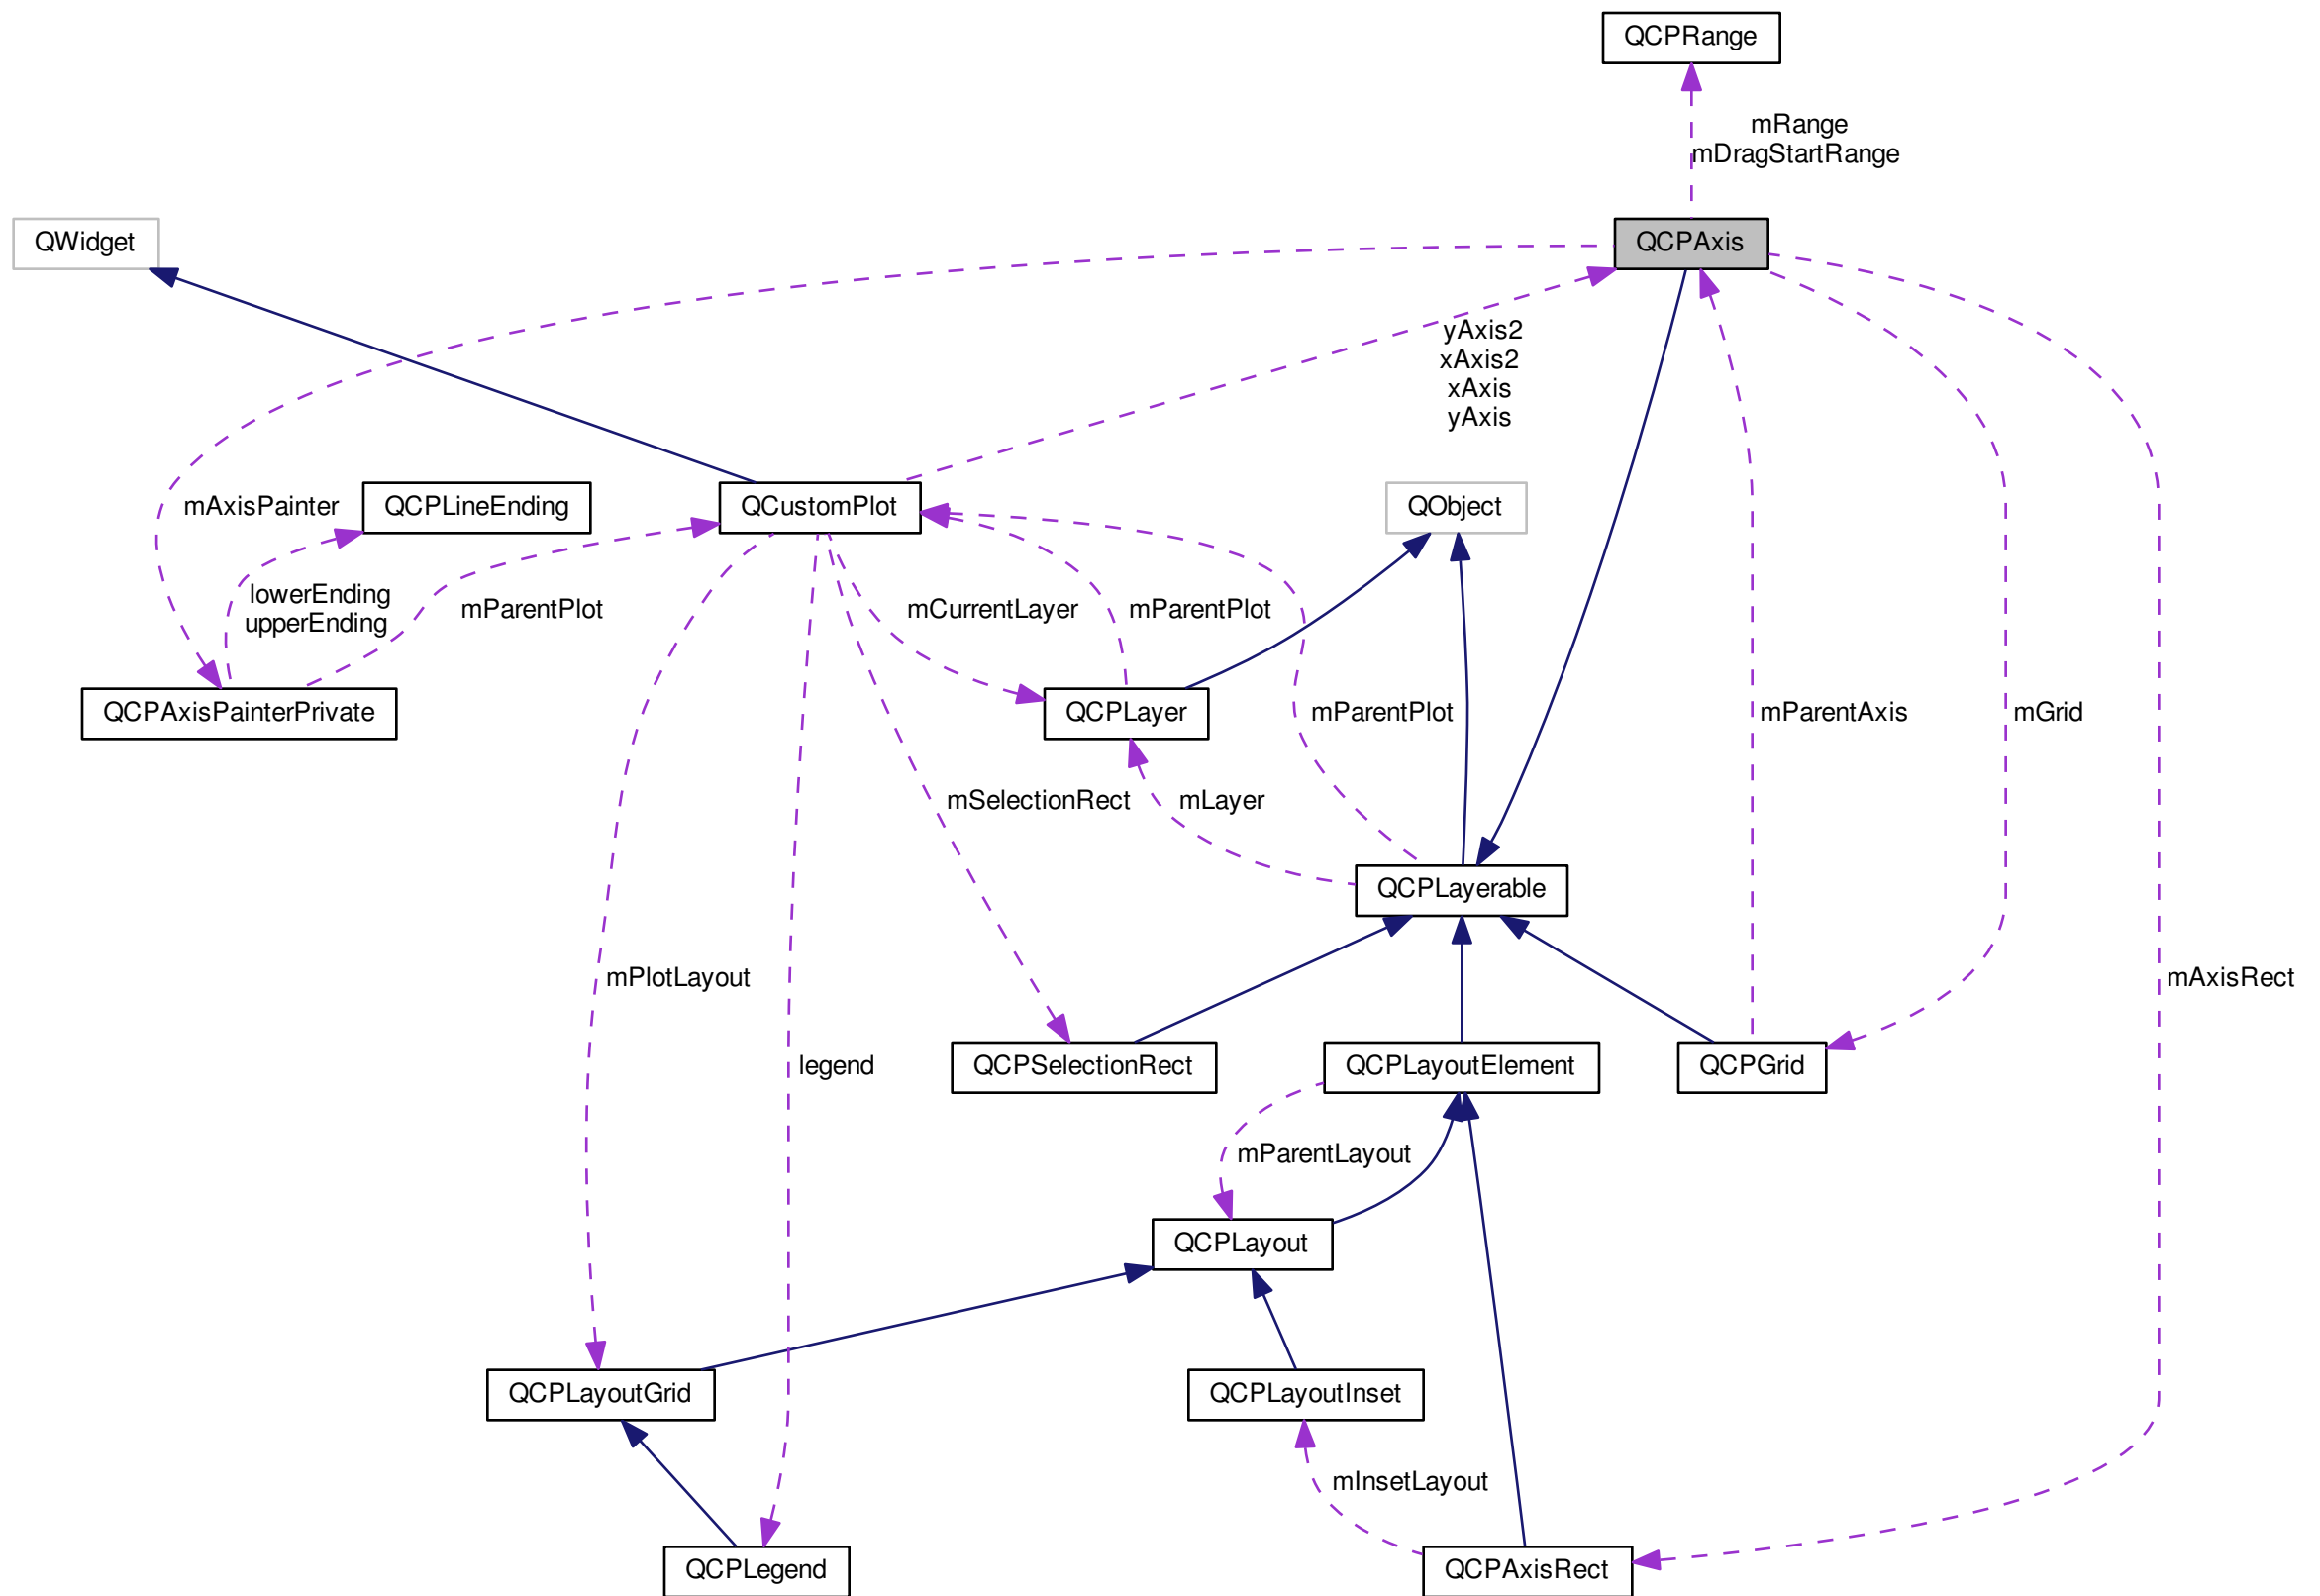 QCPRange
mRange
mDragStartRange
QWidget
QCPAxis
yAxis2
xAxis2
xAxis
yAxis
mAxisPainter
QCPLineEnding
QCustomPlot
QObject
lowerEnding
upperEnding
mParentPlot
mCurrentLayer
mParentPlot
QCPAxisPainterPrivate
QCPLayer
mParentPlot
mParentAxis
mGrid
mSelectionRect
mLayer
QCPLayerable
mPlotLayout
mAxisRect
legend
QCPSelectionRect
QCPLayoutElement
QCPGrid
mParentLayout
QCPLayout
QCPLayoutGrid
QCPLayoutInset
mInsetLayout
QCPLegend
QCPAxisRect